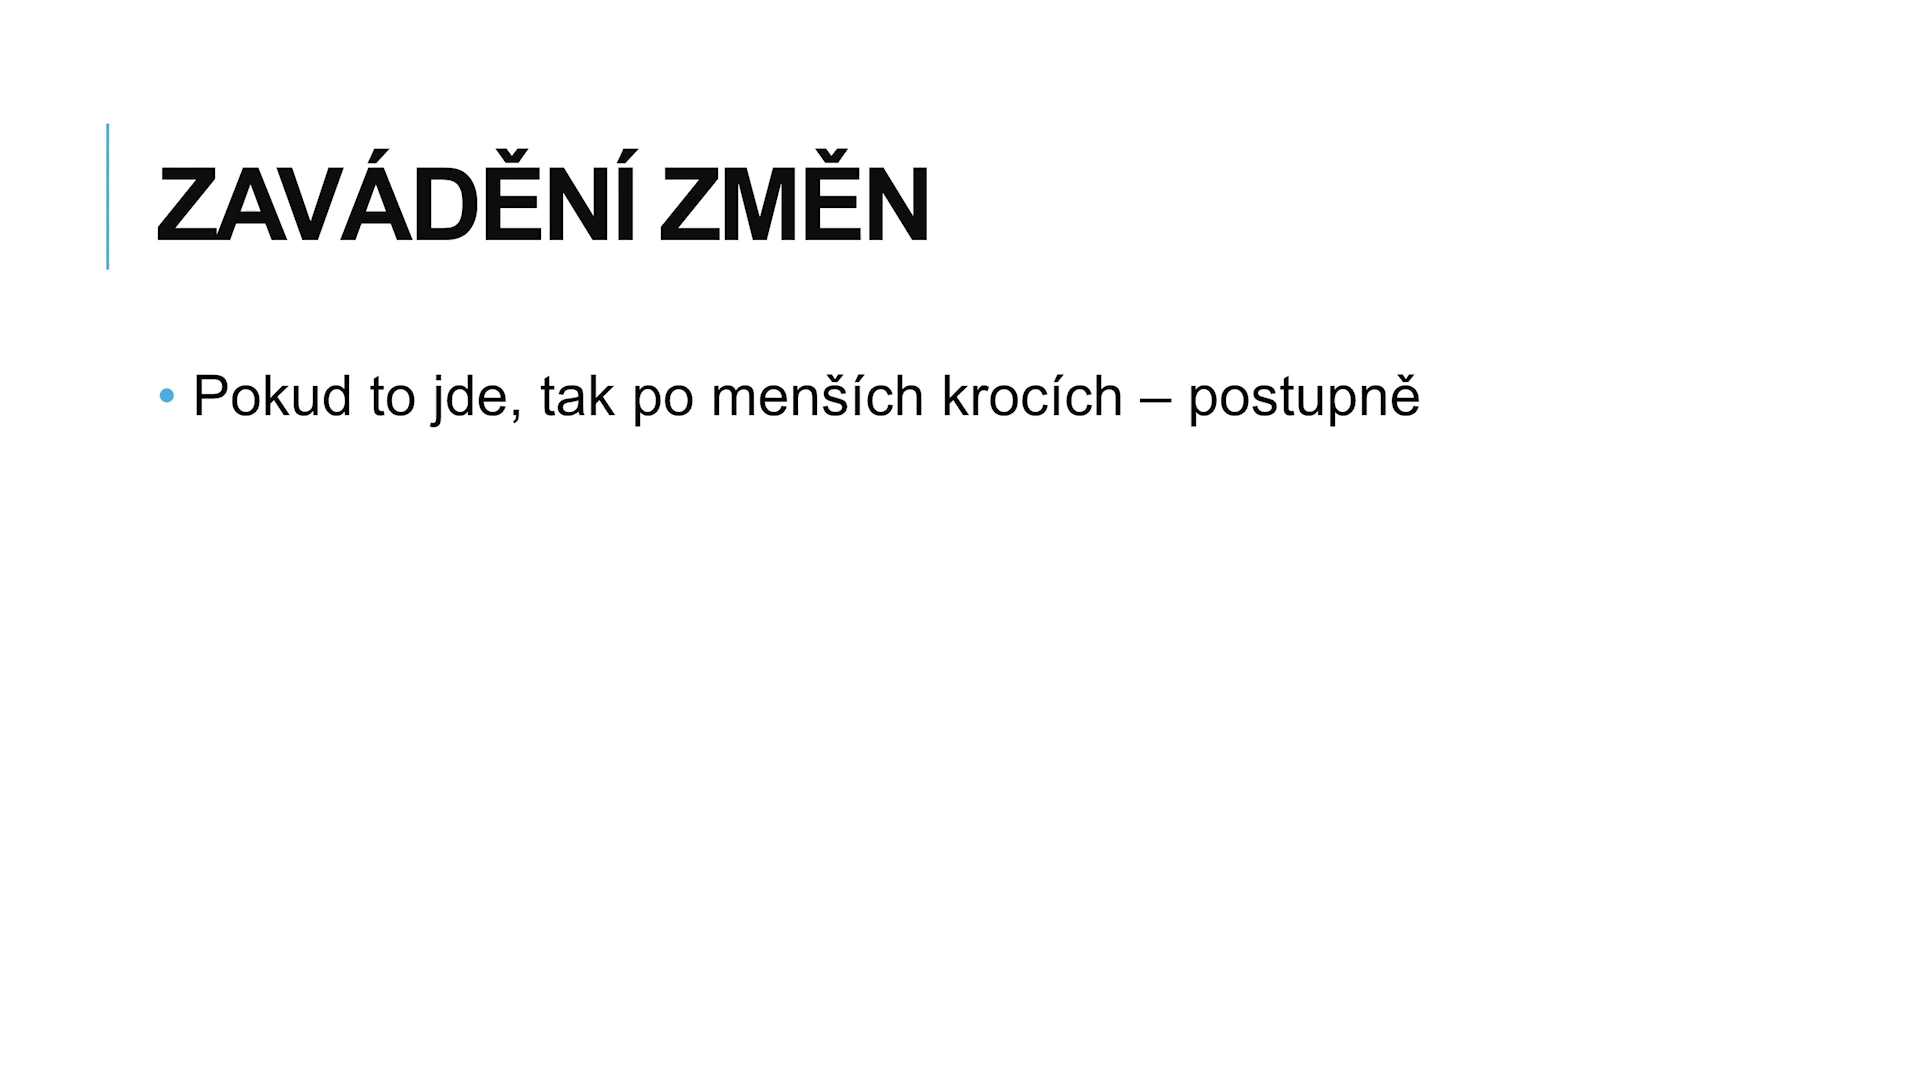 ZAVÁDĚNÍ ZMĚN
• Pokud to jde, tak po menších krocích – postupně